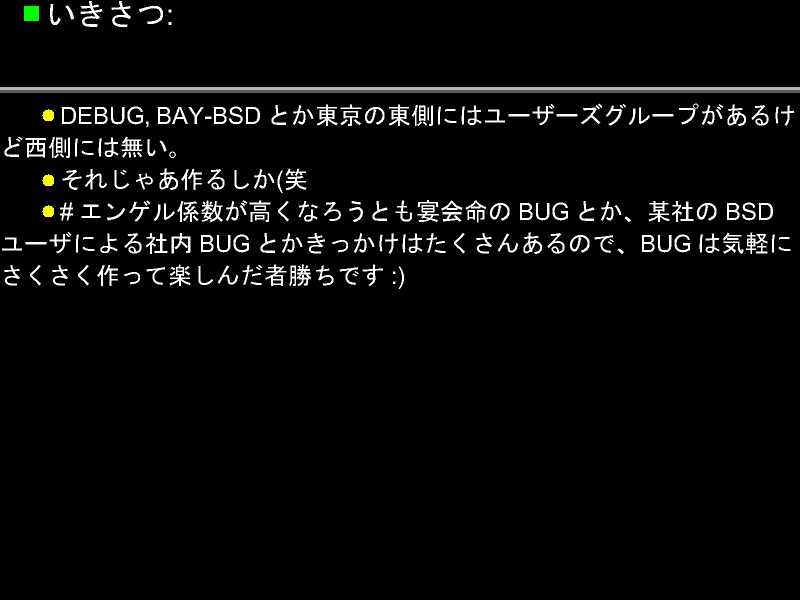 いきさつ:
DEBUG, BAY-BSD とか東京の東側にはユーザーズグループがあるけ
ど西側には無い。
それじゃあ作るしか(笑
# エンゲル係数が高くなろうとも宴会命の BUG とか、某社の BSD
ユーザによる社内 BUG とかきっかけはたくさんあるので、BUG は気軽に
さくさく作って楽しんだ者勝ちです :)